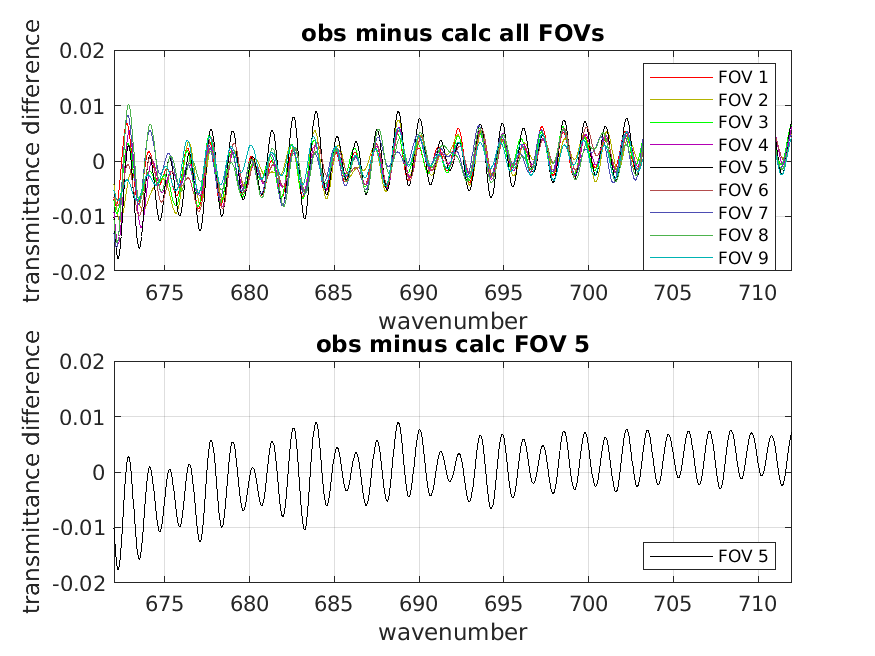 obs minus calc all FOVs
transmittance difference
0.02
0.01
0
-0.01
-0.02
FOV 1
FOV 2
FOV 3
FOV 4
FOV 5
FOV 6
FOV 7
FOV 8
FOV 9
675 680 685 690 695 700 705 710
wavenumber
obs minus calc FOV 5
transmittance difference
0.02
0.01
0
-0.01
-0.02
FOV 5
675 680 685 690 695 700 705 710
wavenumber